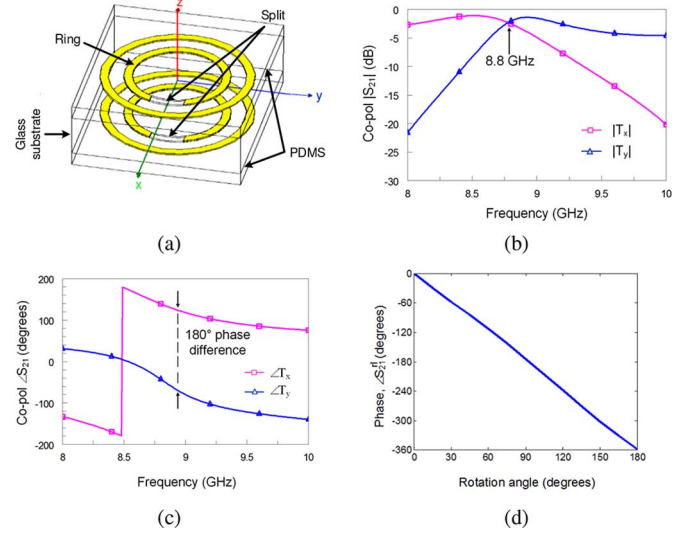 z
Split
Ring
y
Glass
substrate
PDMS
x
(a)
0
-5
-10
-15
-20
-25
-30
Co-pol |S21| (dB)
8.8 GHz
|Tx|
|Ty|
8
8.5
9
9.5
10
Frequency (GHz)
(b)
200
100
0
-100
-200
Co-pol ∠S21 (degrees)
180° phase
difference
∠Tx
∠Ty
8
8.5
9
9.5
10
Frequency (GHz)
(c)
0
-60
-120
-180
-240
-300
-360
Phase, ∠S21rl (degrees)
0
30
60
90
120
150
180
Rotation angle (degrees)
(d)